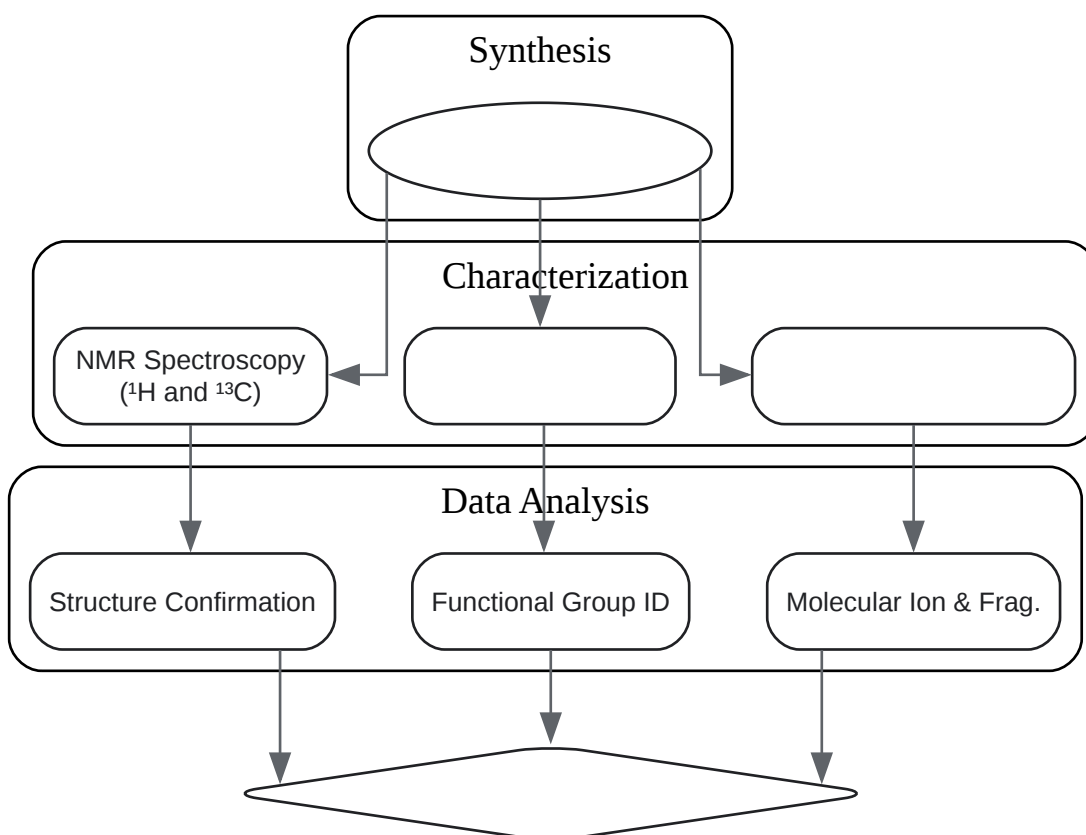 Synthesis
Characterization
NMR Spectroscopy
(¹H and ¹³C)
Data Analysis
Structure Confirmation
Functional Group ID
Molecular Ion & Frag.